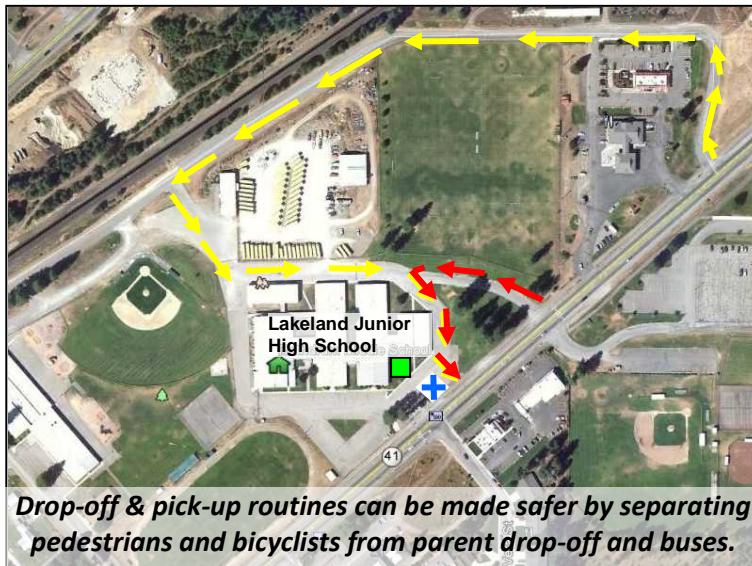 Lakeland Junior
High School
School
41
Drop-off & pick-up routines can be made safer by separating
pedestrians and bicyclists from parent drop-off and buses.